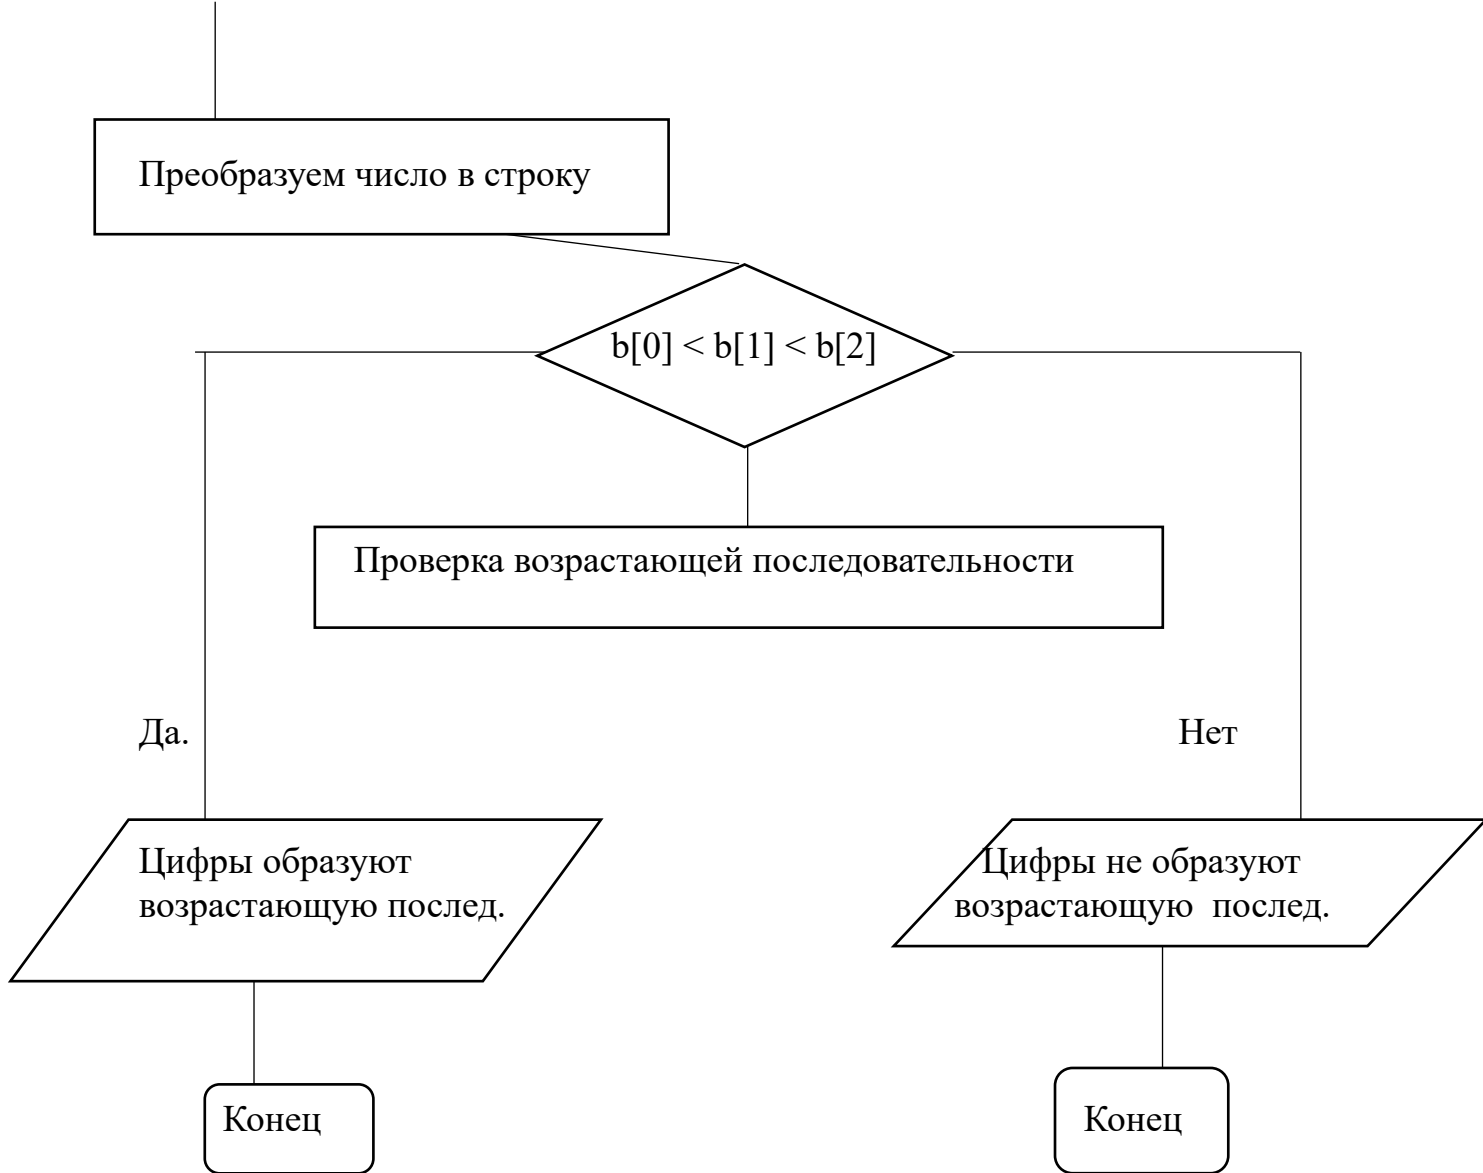 Преобразуем число в строку
b[0] < b[1] < b[2]
Проверка возрастающей последовательности
Да.
Нет
Цифры образуют
возрастающую послед.
Цифры не образуют
возрастающую  послед.
Конец
Конец